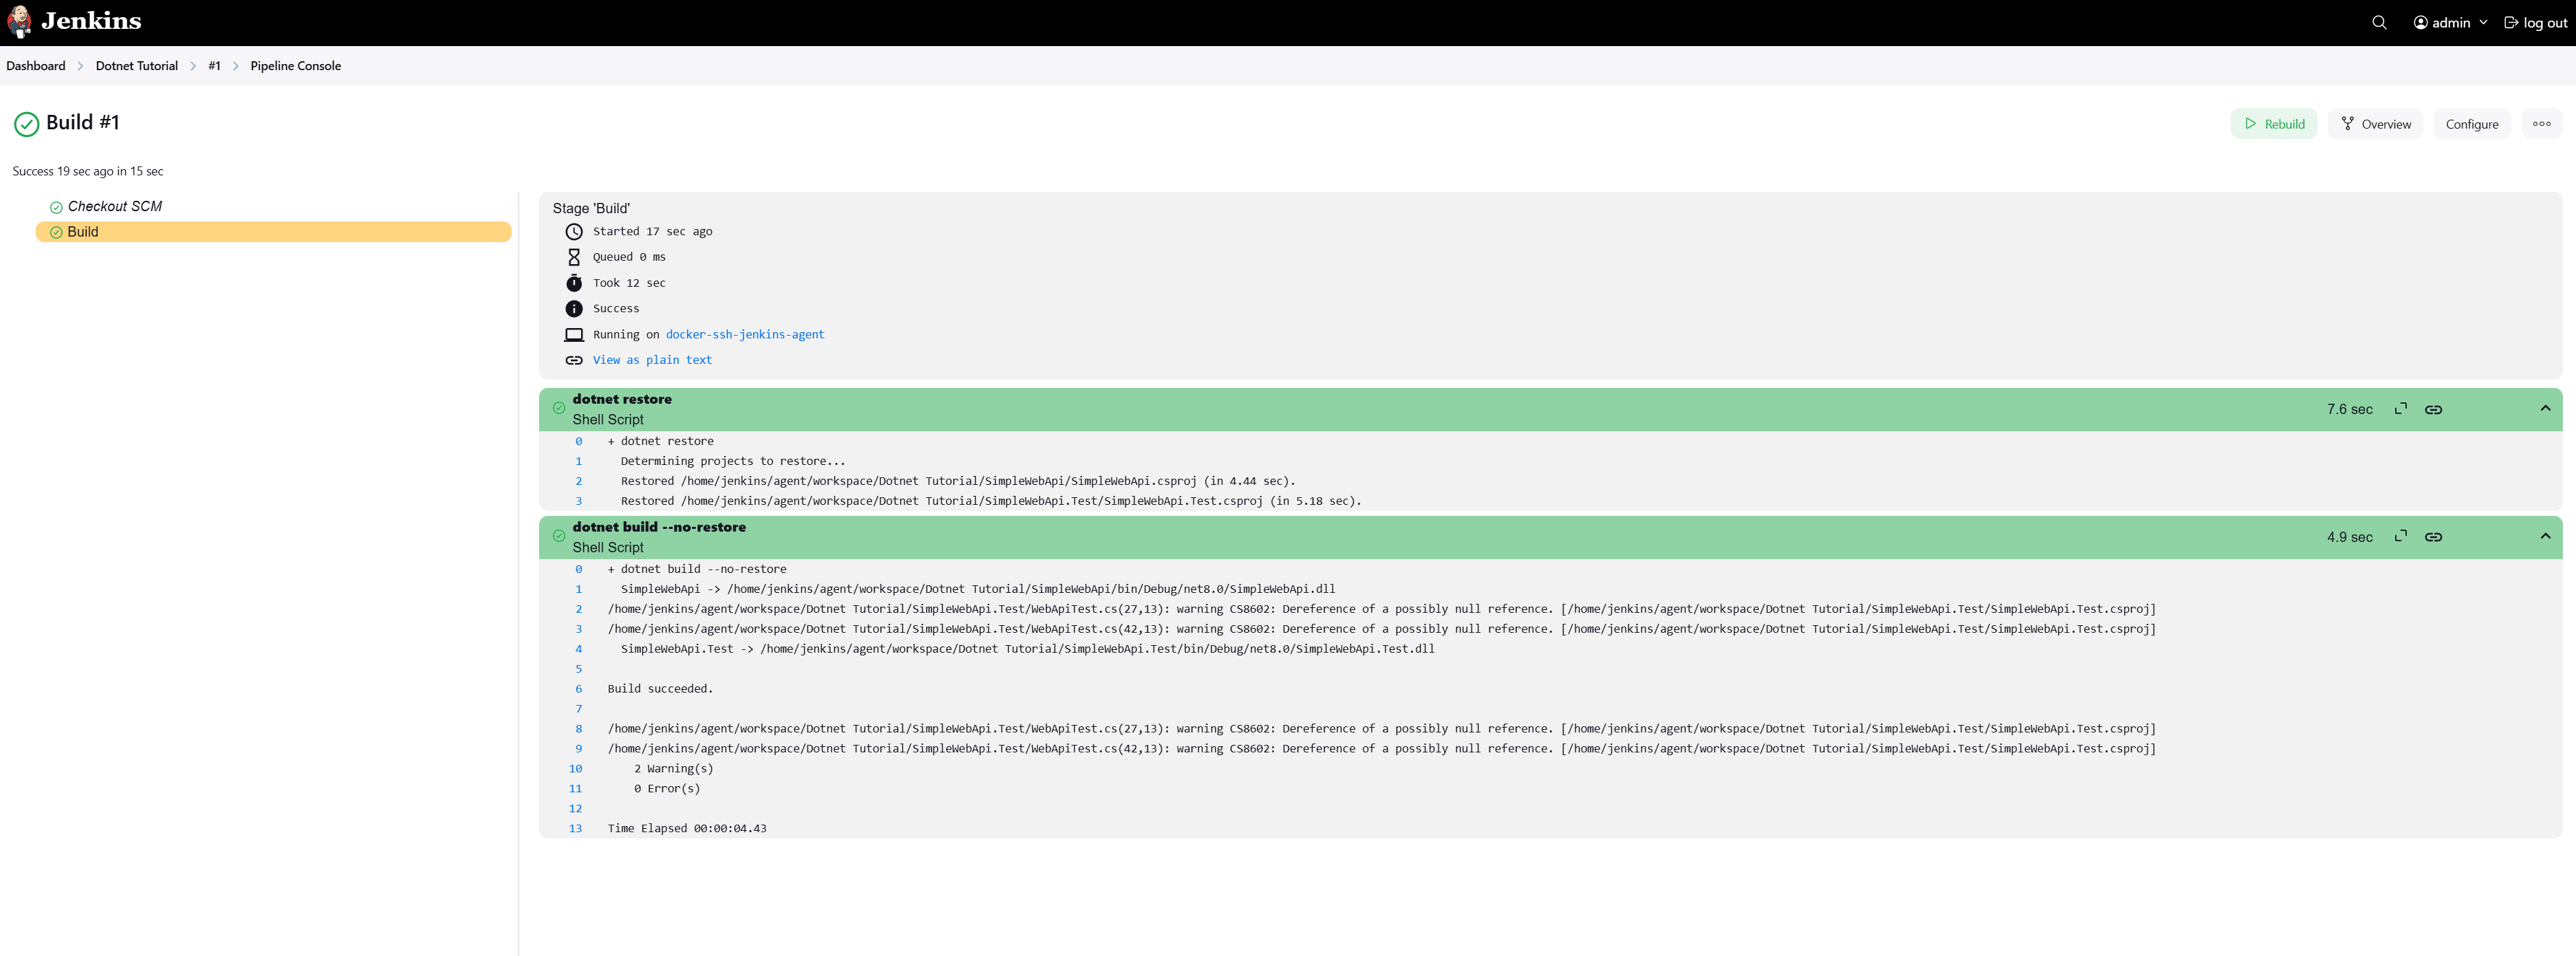 Jenkins
admin
log out
Dashboard > Dotnet Tutorial > #1 > Pipeline Console
Build #1
Rebuild
Overview
Configure
Success 19 sec ago in 15 sec
Checkout SCM
Build
Stage 'Build'
Started 17 sec ago
Queued 0 ms
Took 12 sec
Success
Running on docker-ssh-jenkins-agent
View as plain text
dotnet restore
Shell Script
7.6 sec
0 + dotnet restore
1 Determining projects to restore...
2 Restored /home/jenkins/agent/workspace/Dotnet Tutorial/SimpleWebApi/SimpleWebApi.csproj (in 4.44 sec).
3 Restored /home/jenkins/agent/workspace/Dotnet Tutorial/SimpleWebApi.Test/SimpleWebApi.Test.csproj (in 5.18 sec).
dotnet build --no-restore
Shell Script
4.9 sec
0 + dotnet build --no-restore
1 SimpleWebApi -> /home/jenkins/agent/workspace/Dotnet Tutorial/SimpleWebApi/bin/Debug/net8.0/SimpleWebApi.dll
2 /home/jenkins/agent/workspace/Dotnet Tutorial/SimpleWebApi.Test/WebApiTest.cs(27,13): warning CS8602: Dereference of a possibly null reference. [/home/jenkins/agent/workspace/Dotnet Tutorial/SimpleWebApi.Test/SimpleWebApi.Test.csproj]
3 /home/jenkins/agent/workspace/Dotnet Tutorial/SimpleWebApi.Test/WebApiTest.cs(42,13): warning CS8602: Dereference of a possibly null reference. [/home/jenkins/agent/workspace/Dotnet Tutorial/SimpleWebApi.Test/SimpleWebApi.Test.csproj]
4 SimpleWebApi.Test -> /home/jenkins/agent/workspace/Dotnet Tutorial/SimpleWebApi.Test/bin/Debug/net8.0/SimpleWebApi.Test.dll
5
6 Build succeeded.
7
8 /home/jenkins/agent/workspace/Dotnet Tutorial/SimpleWebApi.Test/WebApiTest.cs(27,13): warning CS8602: Dereference of a possibly null reference. [/home/jenkins/agent/workspace/Dotnet Tutorial/SimpleWebApi.Test/SimpleWebApi.Test.csproj]
9 /home/jenkins/agent/workspace/Dotnet Tutorial/SimpleWebApi.Test/WebApiTest.cs(42,13): warning CS8602: Dereference of a possibly null reference. [/home/jenkins/agent/workspace/Dotnet Tutorial/SimpleWebApi.Test/SimpleWebApi.Test.csproj]
10 2 Warning(s)
11 0 Error(s)
12
13 Time Elapsed 00:00:04.43